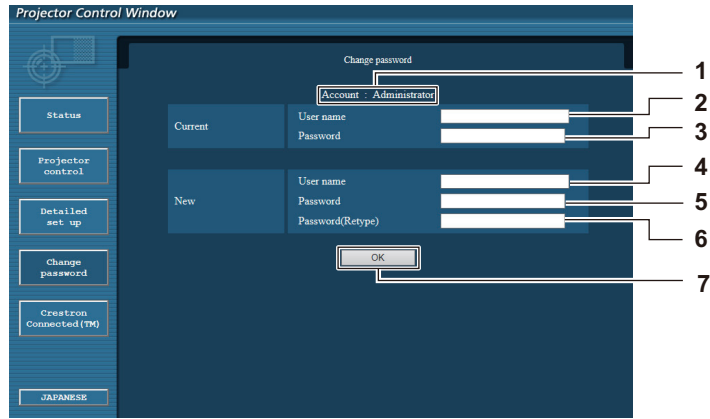 Projector Control Window
Change password
1
Account : Administrator
2
Status
Current
User name
Password
3
Projector
control
4
New
User name
Password
5
Password(Retype)
6
Detailed
set up
OK
7
Change
password
Crestron
Connected(TM)
JAPANESE